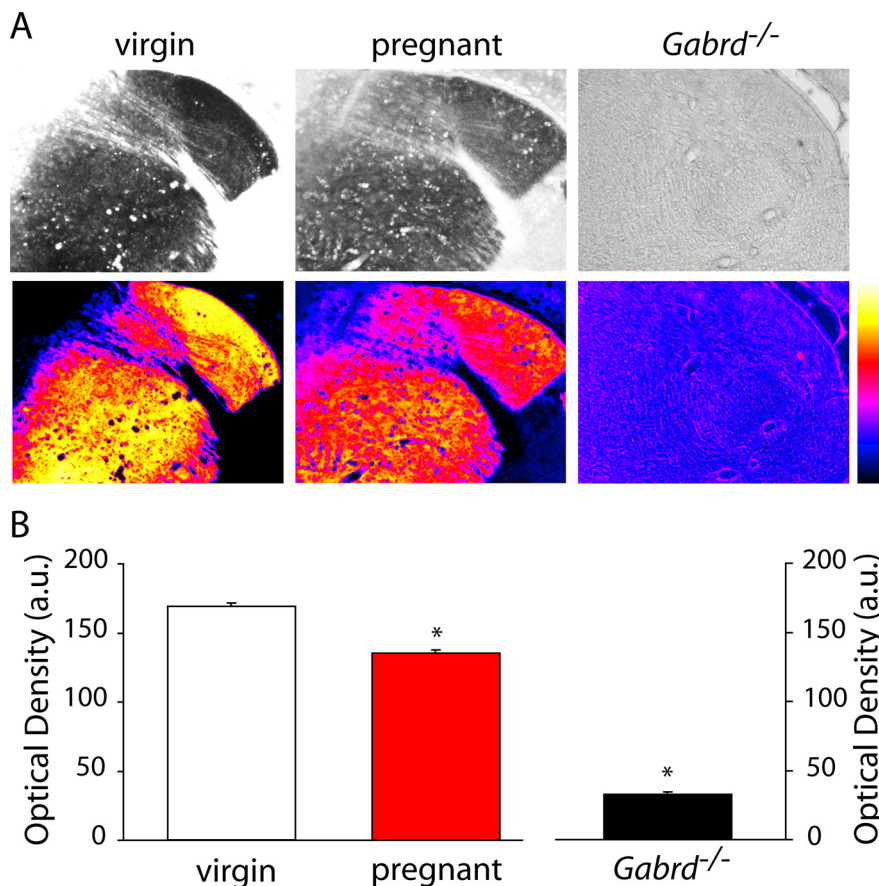 A
virgin pregnant Gabrd-/-
B
200 200
150 150
100 100
50 50
0 0
Optical Density (a.u.)
Optical Density (a.u.)
* *
virgin pregnant Gabrd-/-